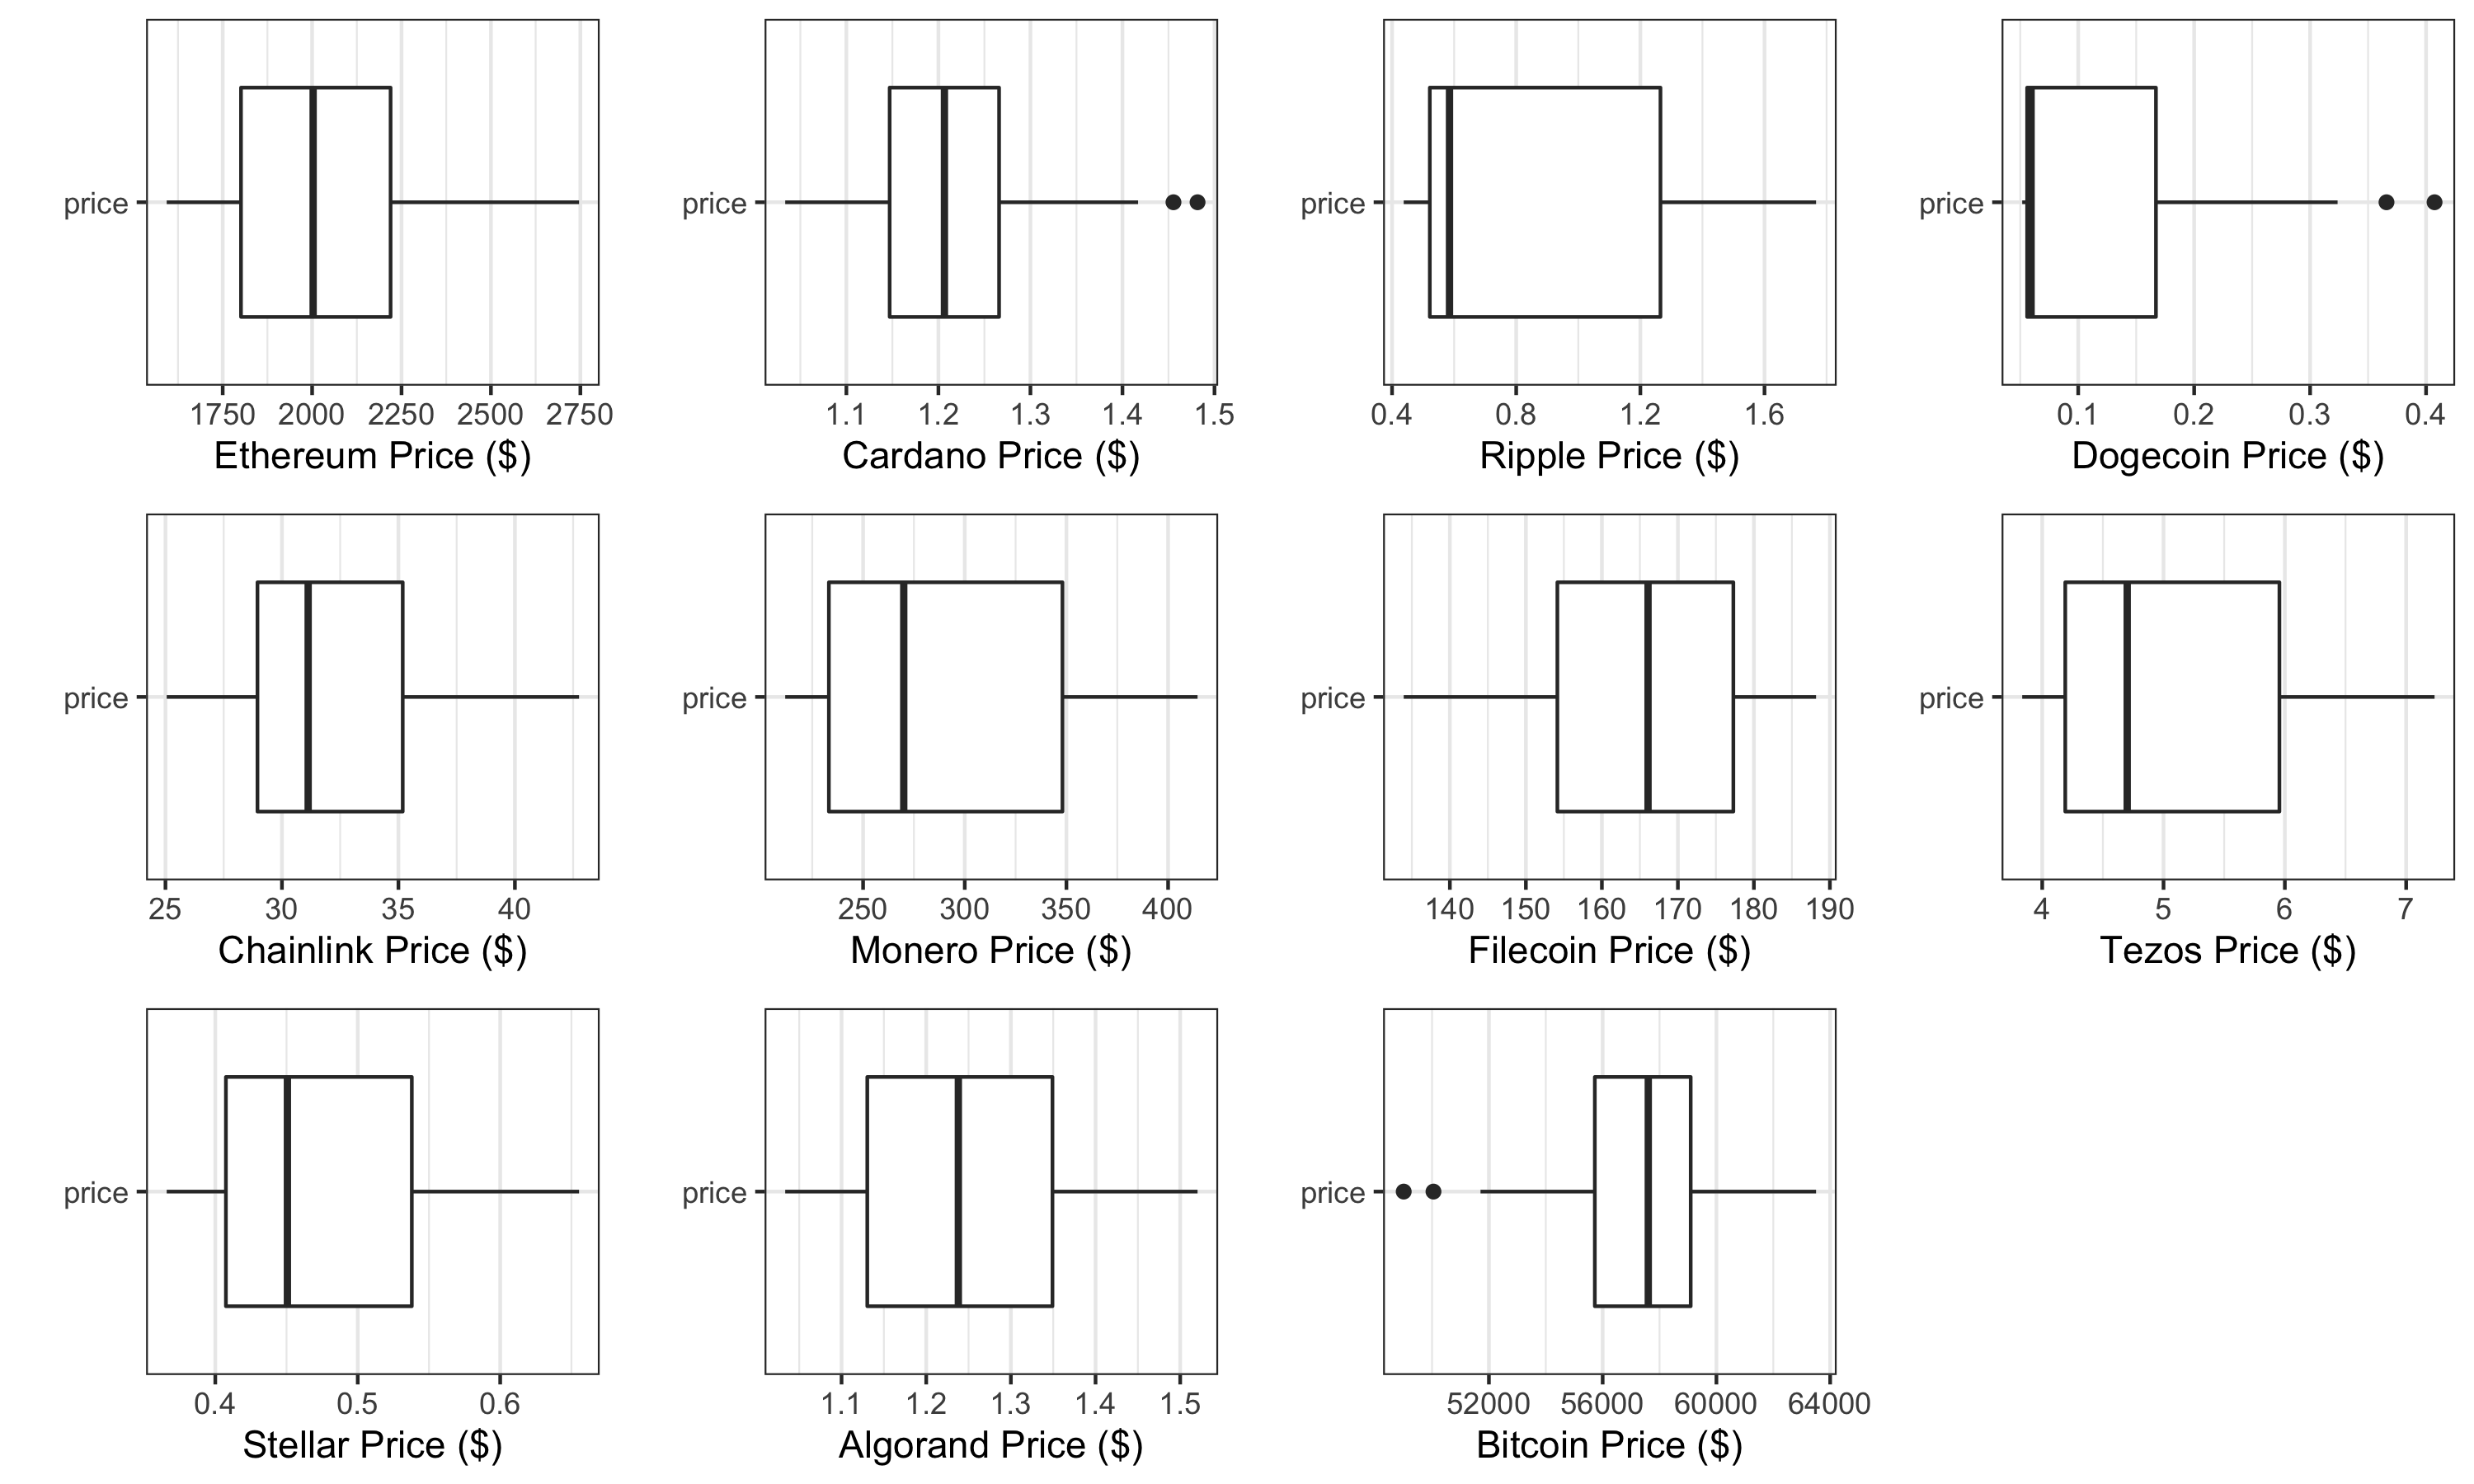 price
1750 2000 2250 2500 2750
Ethereum Price ($)
price
1.1 1.2 1.3 1.4 1.5
Cardano Price ($)
price
0.4 0.8 1.2 1.6
Ripple Price ($)
price
0.1 0.2 0.3 0.4
Dogecoin Price ($)
price
25 30 35 40
Chainlink Price ($)
price
250 300 350 400
Monero Price ($)
price
140 150 160 170 180 190
Filecoin Price ($)
price
4 5 6 7
Tezos Price ($)
price
0.4 0.5 0.6
Stellar Price ($)
price
1.1 1.2 1.3 1.4 1.5
Algorand Price ($)
price
52000 56000 60000 64000
Bitcoin Price ($)